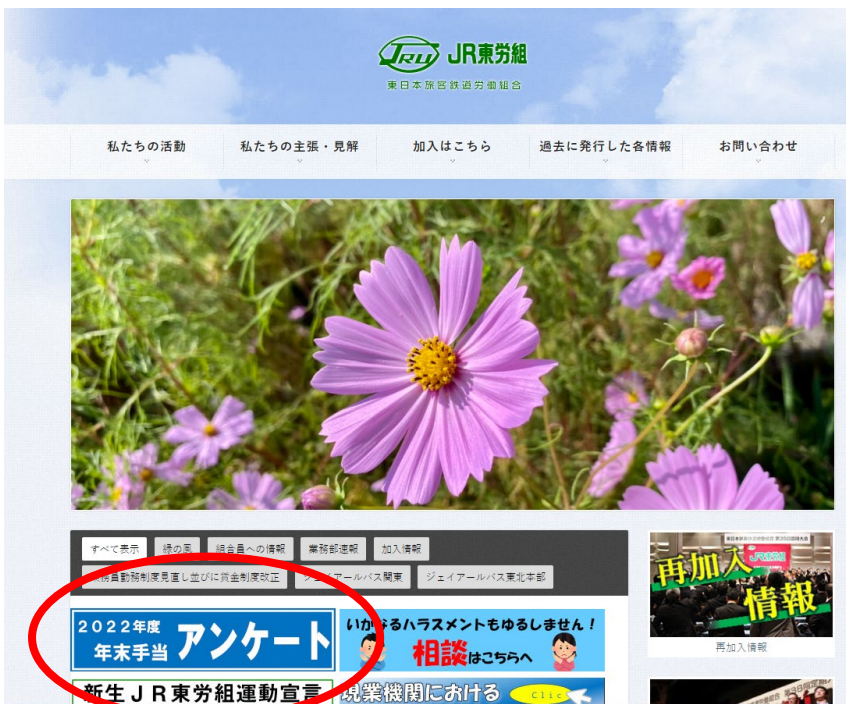 JRU JR東労組
東日本旅客鉄道労働組合
私たちの活動
私たちの主張・見解
加入はこちら
過去に発行した各情報
お問い合わせ
すべて表示
緑の風
組合員への情報
業務部速報
加入情報
務員勤務制度見直し並びに賃金制度改正
ジェイアールバス関東
ジェイアールバス東北本部
2022年度
年末手当 アンケート
いかなるハラスメントもゆるしません!
相談はこちらへ
新生JR東労組運動宣言
現業機関における
Clic
JR東労組
再加入
情報
再加入情報